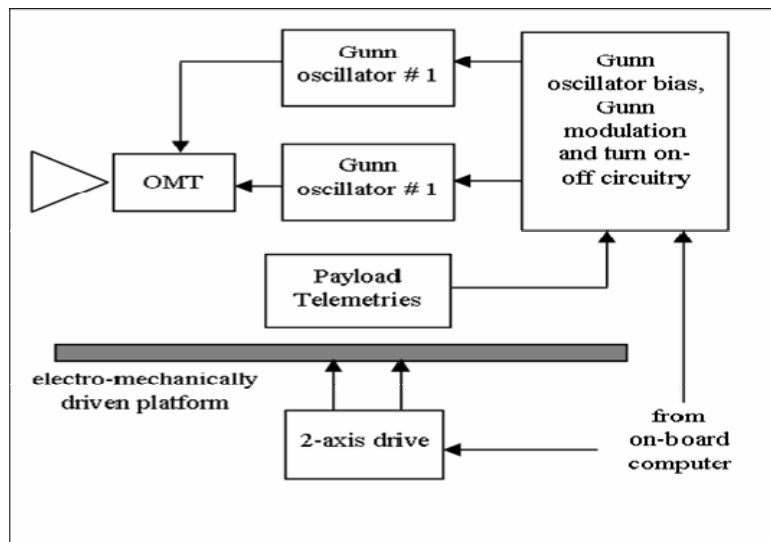 Gunn
oscillator # 1
Gunn
oscillator bias,
Gunn
modulation
and turn on-
off circuitry
OMT
Gunn
oscillator # 1
Payload
Telemetries
electro-mechanically
driven platform
2-axis drive
from
on-board
computer